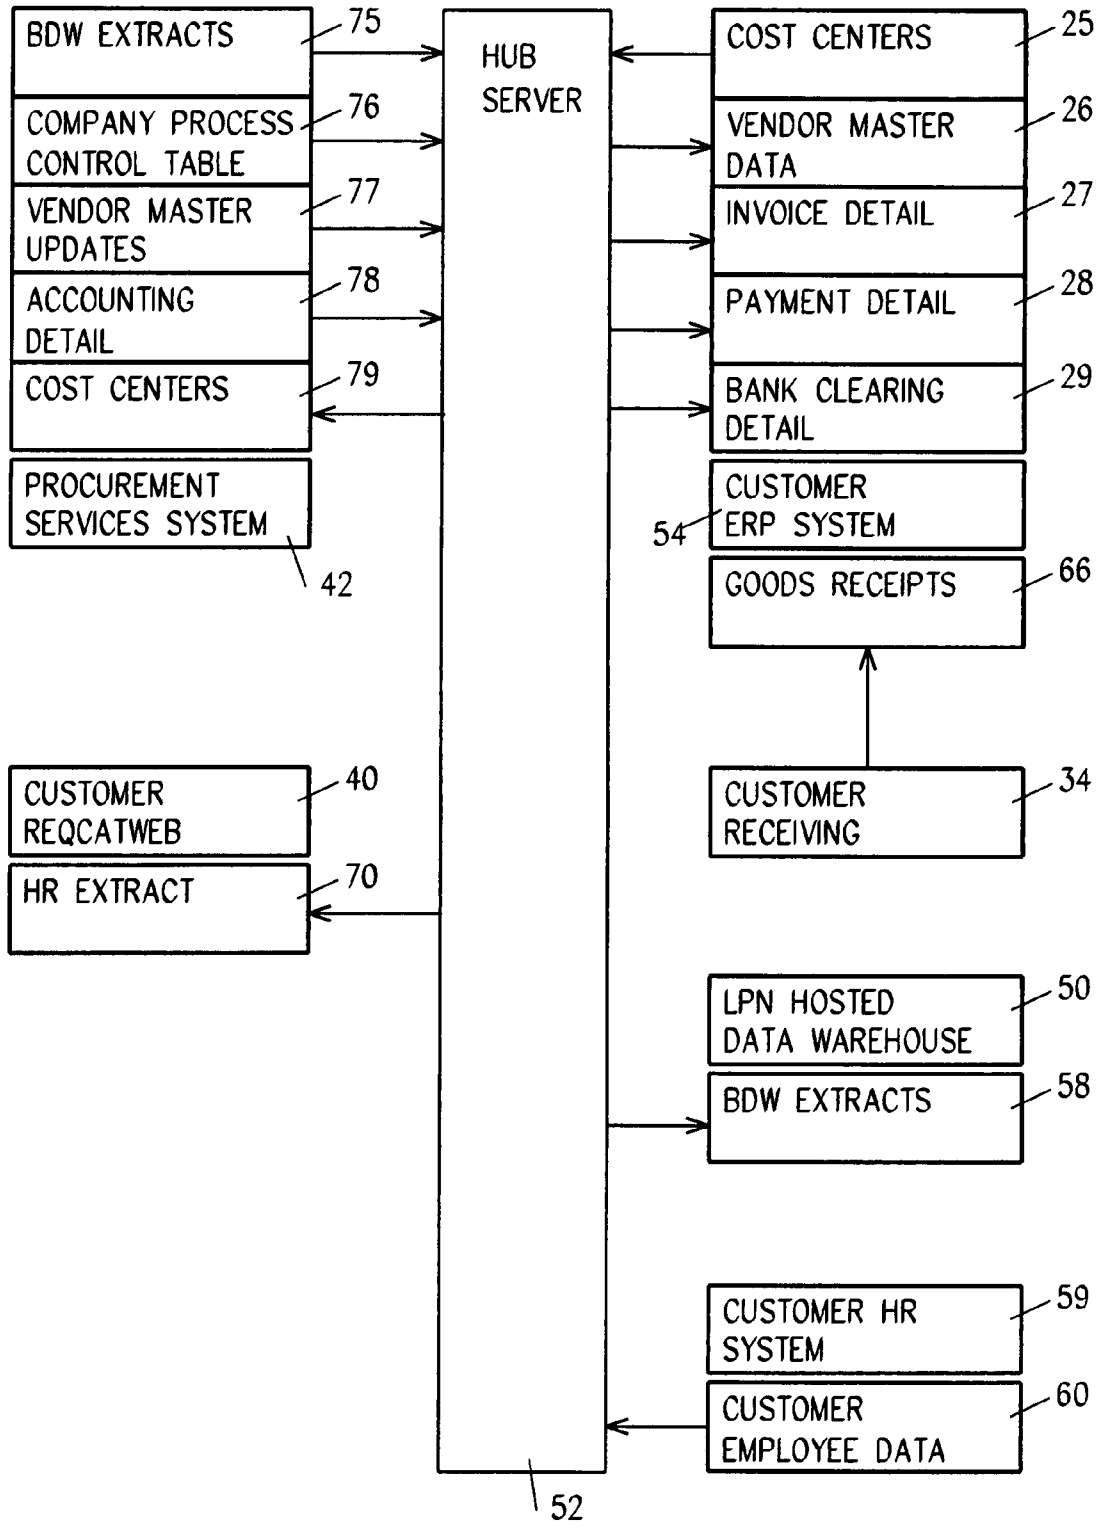 BDW EXTRACTS
75
COMPANY PROCESS
CONTROL TABLE
76
VENDOR MASTER
UPDATES
77
ACCOUNTING
DETAIL
78
COST CENTERS
79
PROCUREMENT
SERVICES SYSTEM
42
CUSTOMER
REQCATWEB
40
HR EXTRACT
70
HUB
SERVER
52
COST CENTERS
25
VENDOR MASTER
DATA
26
INVOICE DETAIL
27
PAYMENT DETAIL
28
BANK CLEARING
DETAIL
29
CUSTOMER
ERP SYSTEM
54
GOODS RECEIPTS
66
CUSTOMER
RECEIVING
34
LPN HOSTED
DATA WAREHOUSE
50
BDW EXTRACTS
58
CUSTOMER HR
SYSTEM
59
CUSTOMER
EMPLOYEE DATA
60